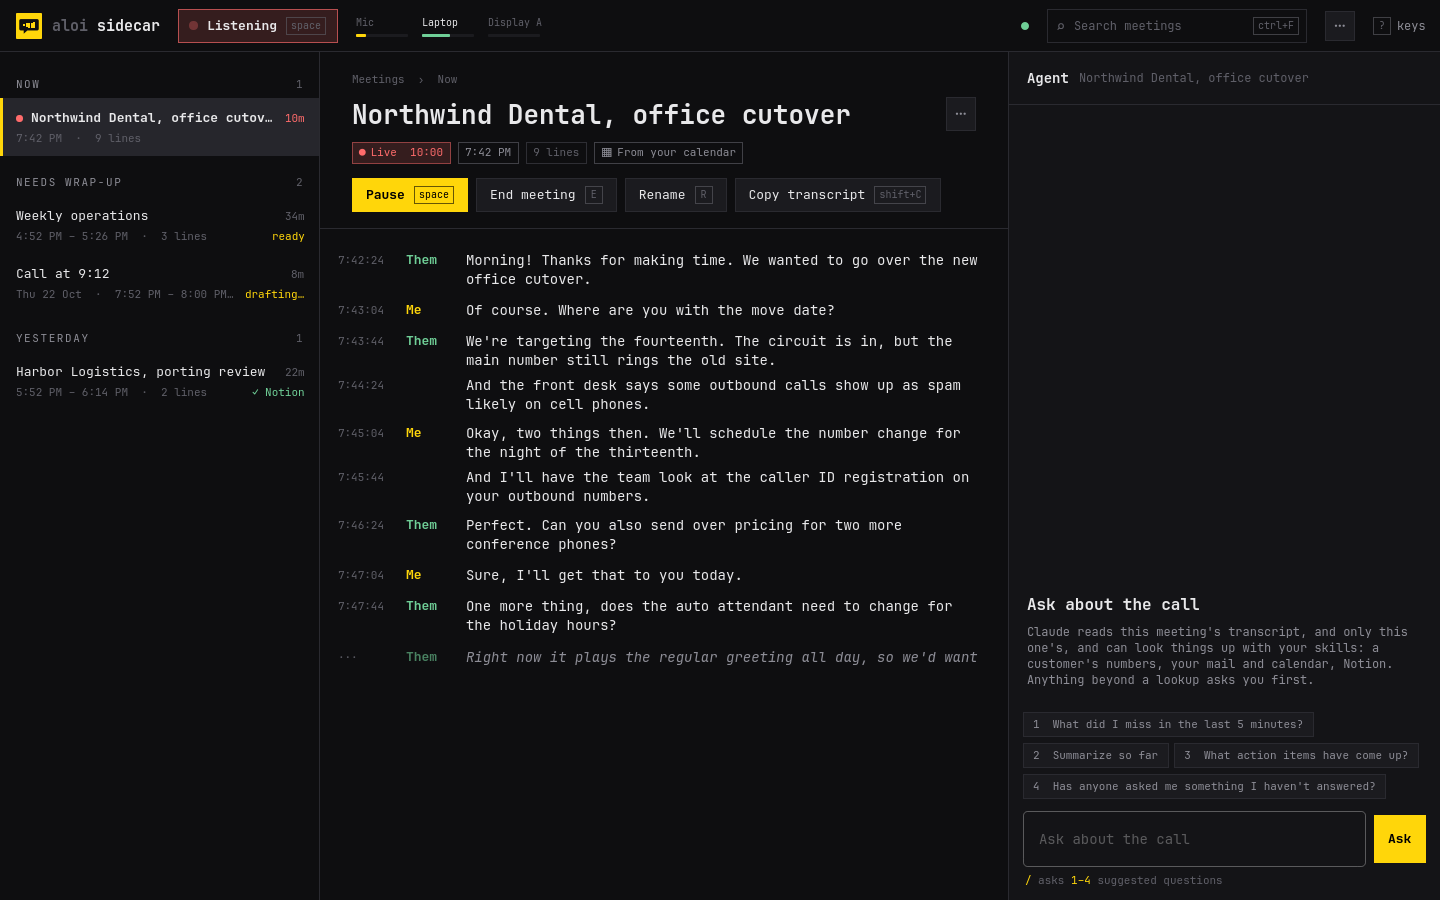 aloi sidecar
Listening space
Mic
Laptop
Display A
Search meetings ctrl+F
···
? keys
NOW 1
Northwind Dental, office cutov… 10m
7:42 PM · 9 lines
NEEDS WRAP-UP 2
Weekly operations 34m
4:52 PM – 5:26 PM · 3 lines ready
Call at 9:12 8m
Thu 22 Oct · 7:52 PM – 8:00 PM… drafting…
YESTERDAY 1
Harbor Logistics, porting review 22m
5:52 PM – 6:14 PM · 2 lines ✓ Notion
Meetings › Now
Northwind Dental, office cutover
···
Live 10:00
7:42 PM
9 lines
From your calendar
Pause space
End meeting E
Rename R
Copy transcript shift+C
7:42:24 Them Morning! Thanks for making time. We wanted to go over the new
office cutover.
7:43:04 Me Of course. Where are you with the move date?
7:43:44 Them We're targeting the fourteenth. The circuit is in, but the
main number still rings the old site.
7:44:24 And the front desk says some outbound calls show up as spam
likely on cell phones.
7:45:04 Me Okay, two things then. We'll schedule the number change for
the night of the thirteenth.
7:45:44 And I'll have the team look at the caller ID registration on
your outbound numbers.
7:46:24 Them Perfect. Can you also send over pricing for two more
conference phones?
7:47:04 Me Sure, I'll get that to you today.
7:47:44 Them One more thing, does the auto attendant need to change for
the holiday hours?
··· Them Right now it plays the regular greeting all day, so we'd want
Agent Northwind Dental, office cutover
Ask about the call
Claude reads this meeting's transcript, and only this
one's, and can look things up with your skills: a
customer's numbers, your mail and calendar, Notion.
Anything beyond a lookup asks you first.
1 What did I miss in the last 5 minutes?
2 Summarize so far
3 What action items have come up?
4 Has anyone asked me something I haven't answered?
Ask about the call
Ask
/ asks 1–4 suggested questions